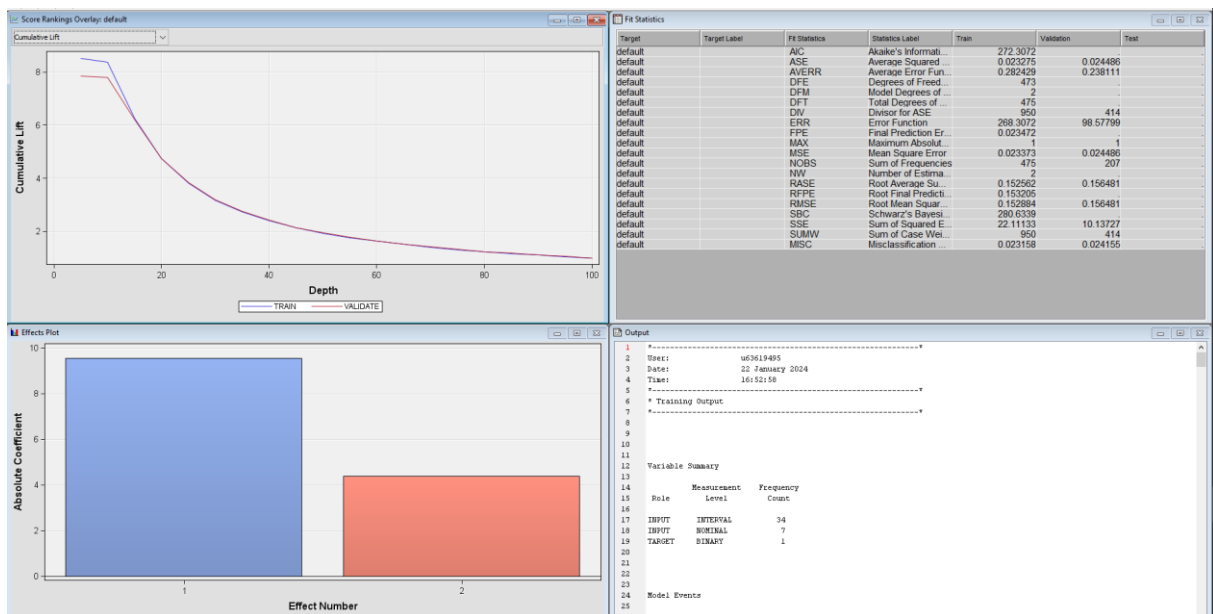 Score Rankings Overlay: default
Cumulative Lift
Cumulative Lift
8
6
4
2
0 20 40 60 80 100
Depth
TRAIN VALIDATE
Fit Statistics
Target Target Label Fit Statistics Statistics Label Train Validation Test
default AIC Akaike's Informati... 272.3072 . .
default ASE Average Squared ... 0.023275 0.024486 .
default AVERR Average Error Fun... 0.282429 0.238111 .
default DFE Degrees of Freed... 473 . .
default DFM Model Degrees of ... 2 . .
default DFT Total Degrees of ... 475 . .
default DIV Divisor for ASE 950 414 .
default ERR Error Function 268.3072 98.57799 .
default FPE Final Prediction Er... 0.023472 . .
default MAX Maximum Absolut... 1 1 .
default MSE Mean Square Error 0.023373 0.024486 .
default NOBS Sum of Frequencies 475 207 .
default NW Number of Estima... 2 . .
default RASE Root Average Su... 0.152562 0.156481 .
default RFPE Root Final Predicti... 0.153205 . .
default RMSE Root Mean Squar... 0.152884 0.156481 .
default SBC Schwarz's Bayesi... 280.6339 . .
default SSE Sum of Squared E... 22.11133 10.13727 .
default SUMW Sum of Case Wei... 950 414 .
default MISC Misclassification ... 0.023158 0.024155 .
Effects Plot
Absolute Coefficient
10
8
6
4
2
0
1 2
Effect Number
Output
1 *------------------------------------------------------------*
2 User: u63619495
3 Date: 22 January 2024
4 Time: 16:52:58
5 *------------------------------------------------------------*
6 * Training Output
7 *------------------------------------------------------------*
8
9
10
11
12 Variable Summary
13
14 Measurement Frequency
15 Role Level Count
16
17 INPUT INTERVAL 34
18 INPUT NOMINAL 7
19 TARGET BINARY 1
20
21
22
23
24 Model Events
25